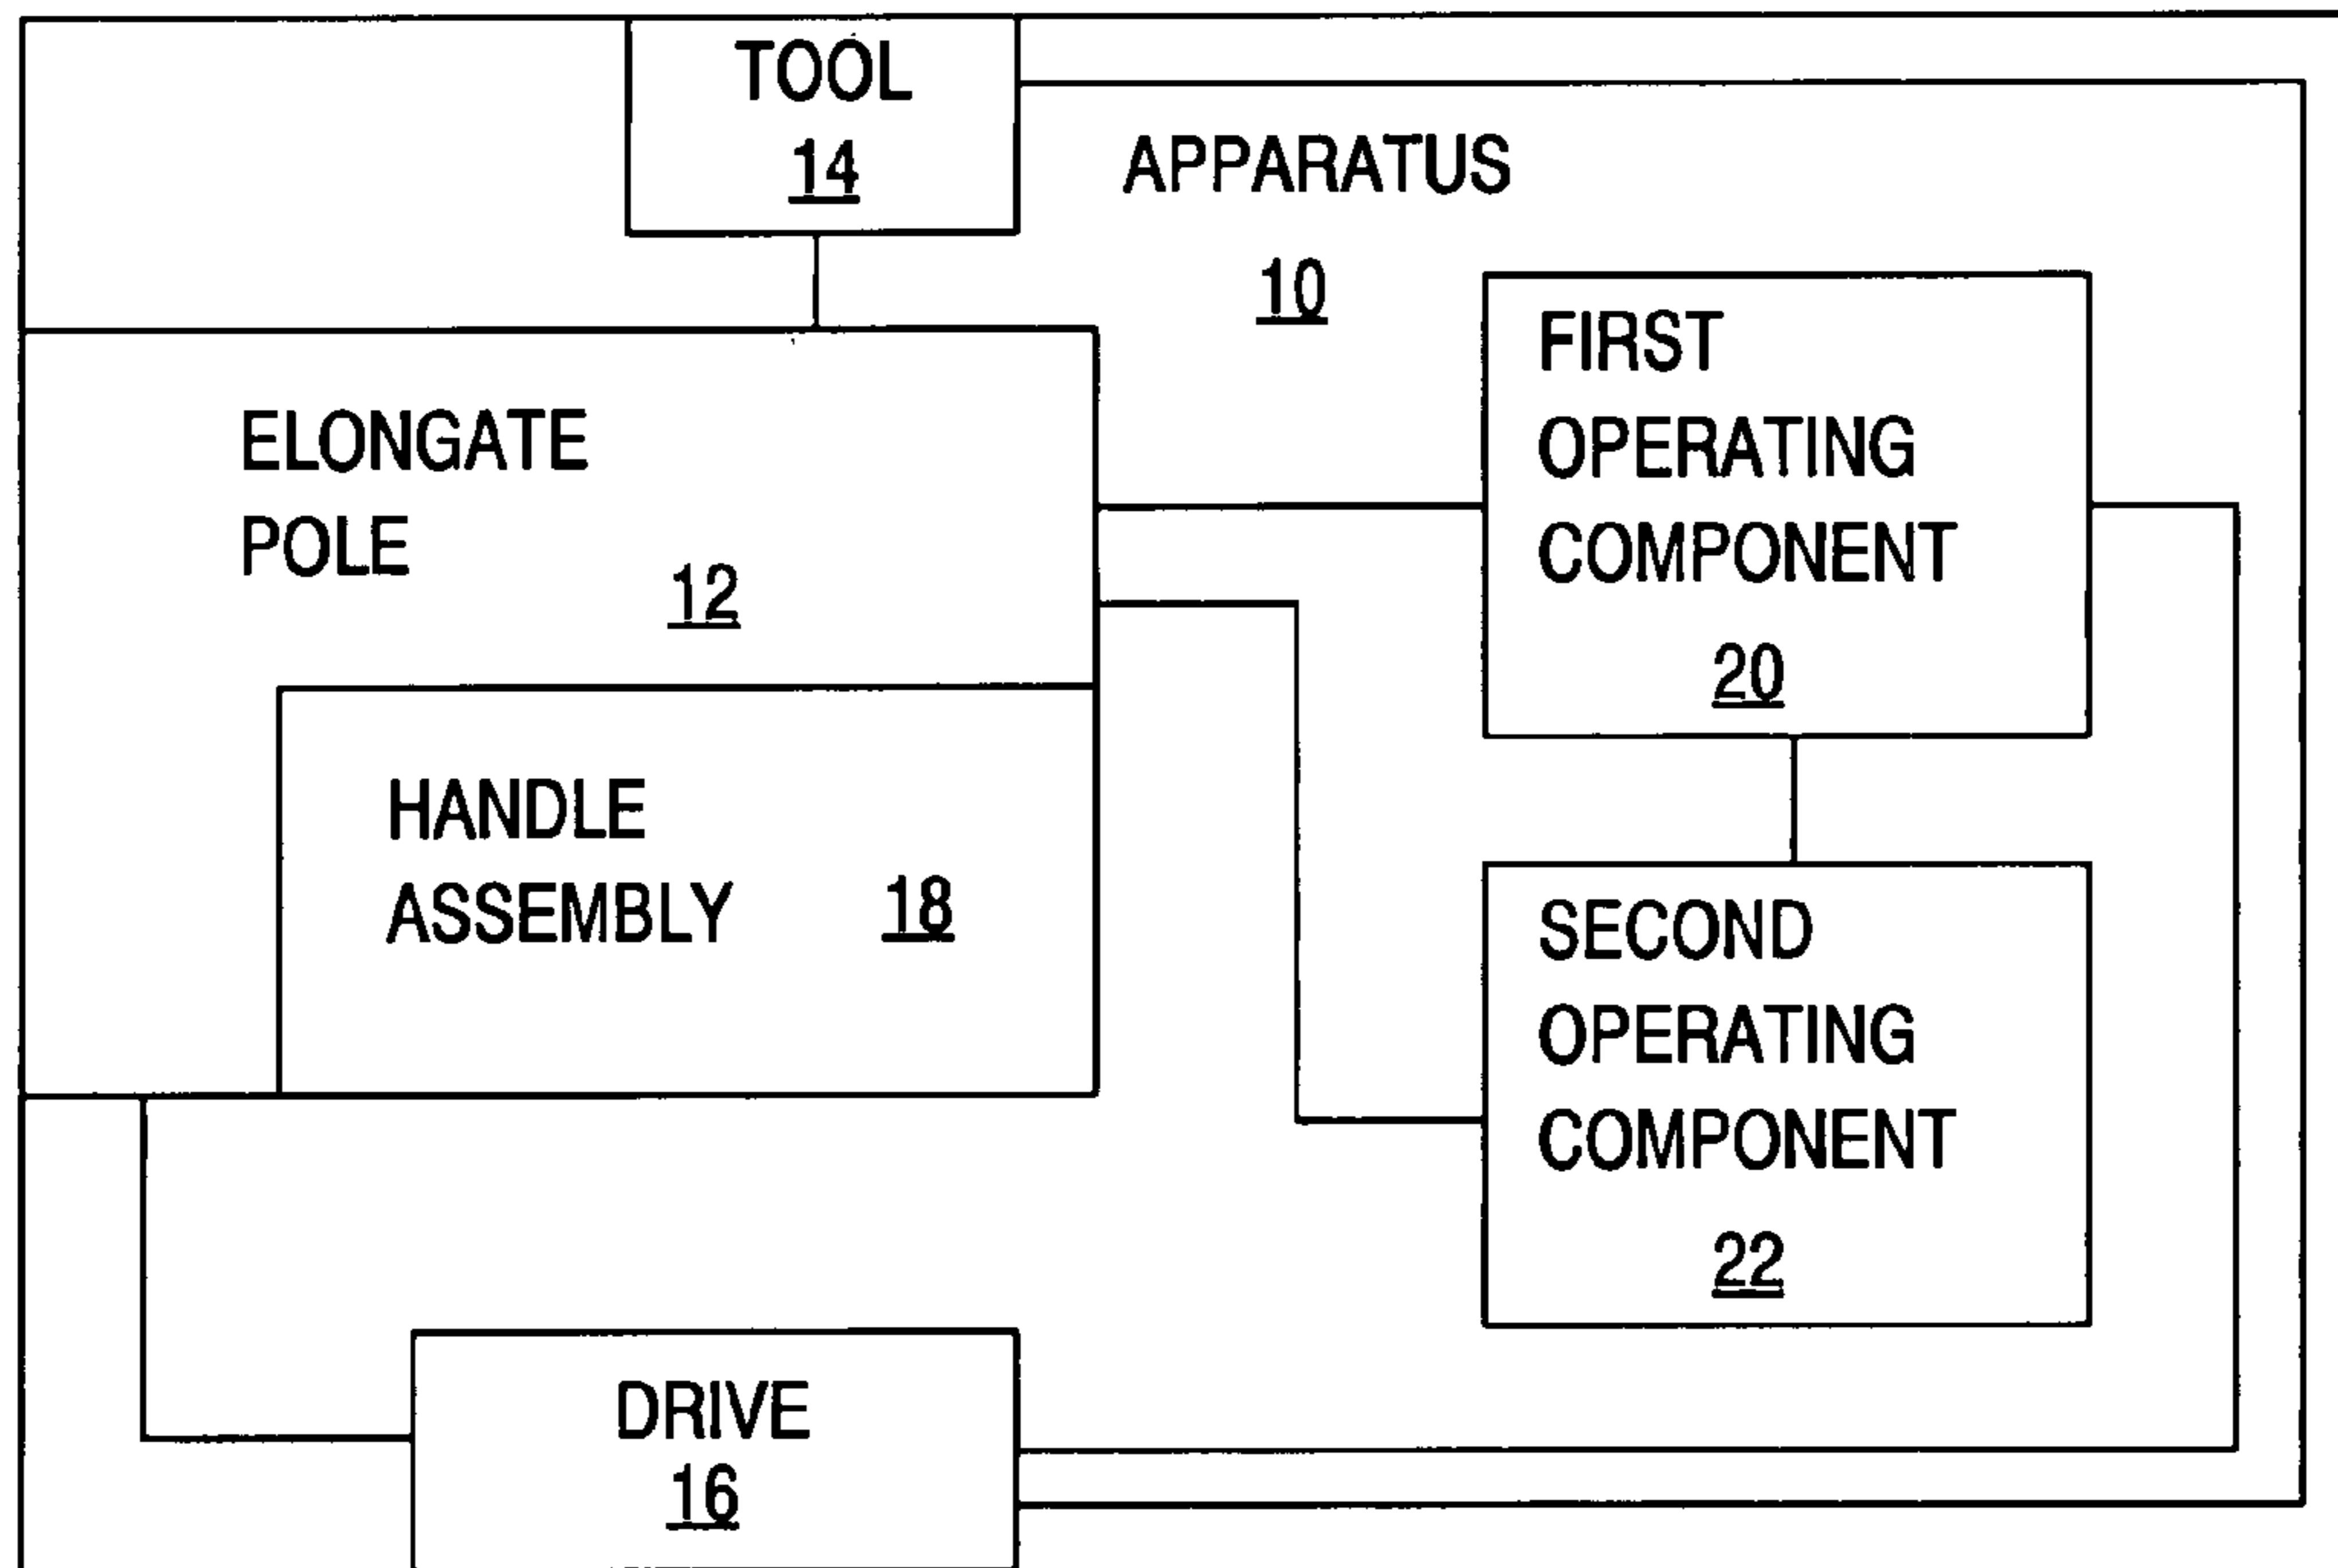 TOOL
14
APPARATUS
10
ELONGATE
POLE
12
FIRST
OPERATING
COMPONENT
20
HANDLE
ASSEMBLY 18
SECOND
OPERATING
COMPONENT
22
DRIVE
16